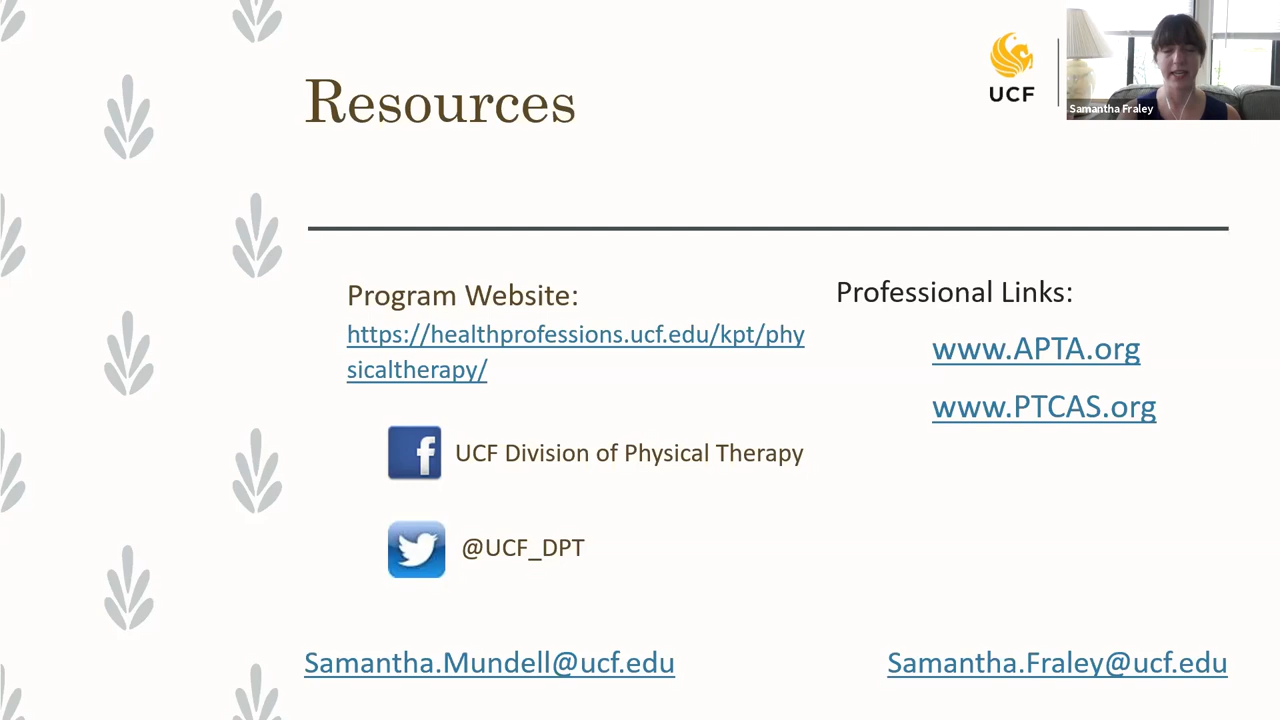 Resources
UCF
Samantha Fraley
Program Website:
https://healthprofessions.ucf.edu/kpt/phy
sicaltherapy/
f UCF Division of Physical Therapy
@UCF_DPT
Professional Links:
www.APTA.org
www.PTCAS.org
Samantha.Mundell@ucf.edu
Samantha.Fraley@ucf.edu